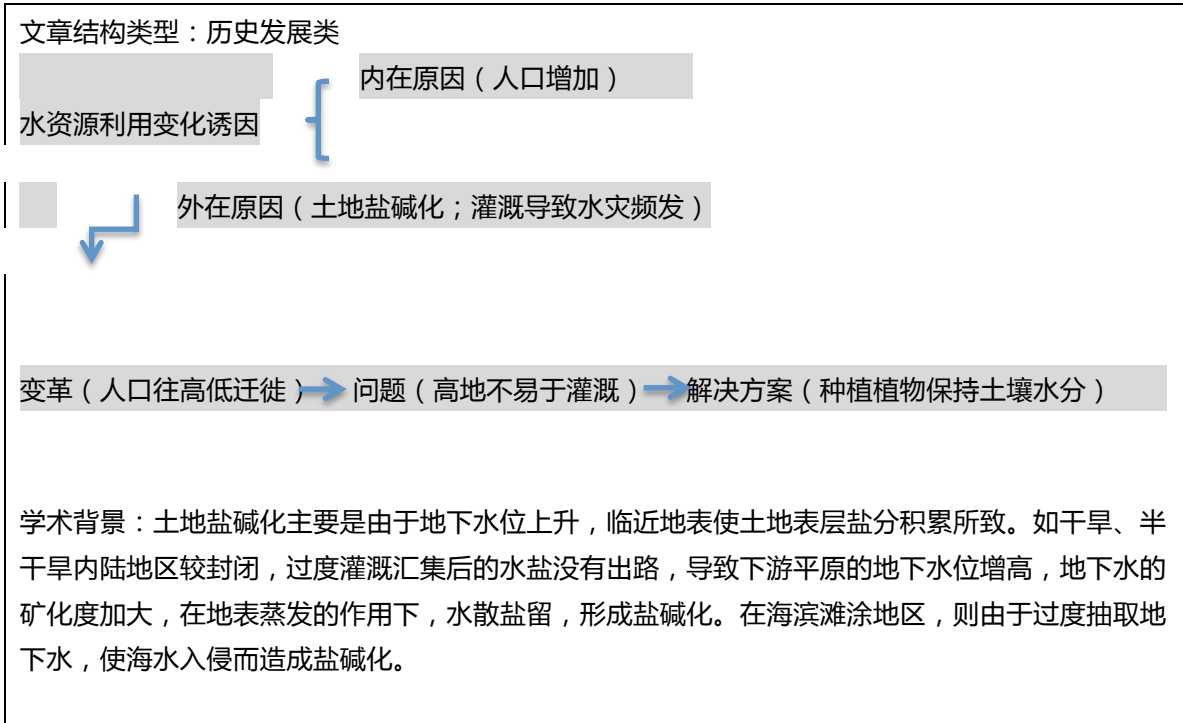 文章结构类型：历史发展类
内在原因（人口增加）
水资源利用变化诱因
外在原因（土地盐碱化；灌溉导致水灾频发）
变革（人口往高低迁徙） 问题（高地不易于灌溉） 解决方案（种植植物保持土壤水分）
学术背景：土地盐碱化主要是由于地下水位上升，临近地表使土地表层盐分积累所致。如干旱、半
干旱内陆地区较封闭，过度灌溉汇集后的水盐没有出路，导致下游平原的地下水位增高，地下水的
矿化度加大，在地表蒸发的作用下，水散盐留，形成盐碱化。在海滨滩涂地区，则由于过度抽取地
下水，使海水入侵而造成盐碱化。